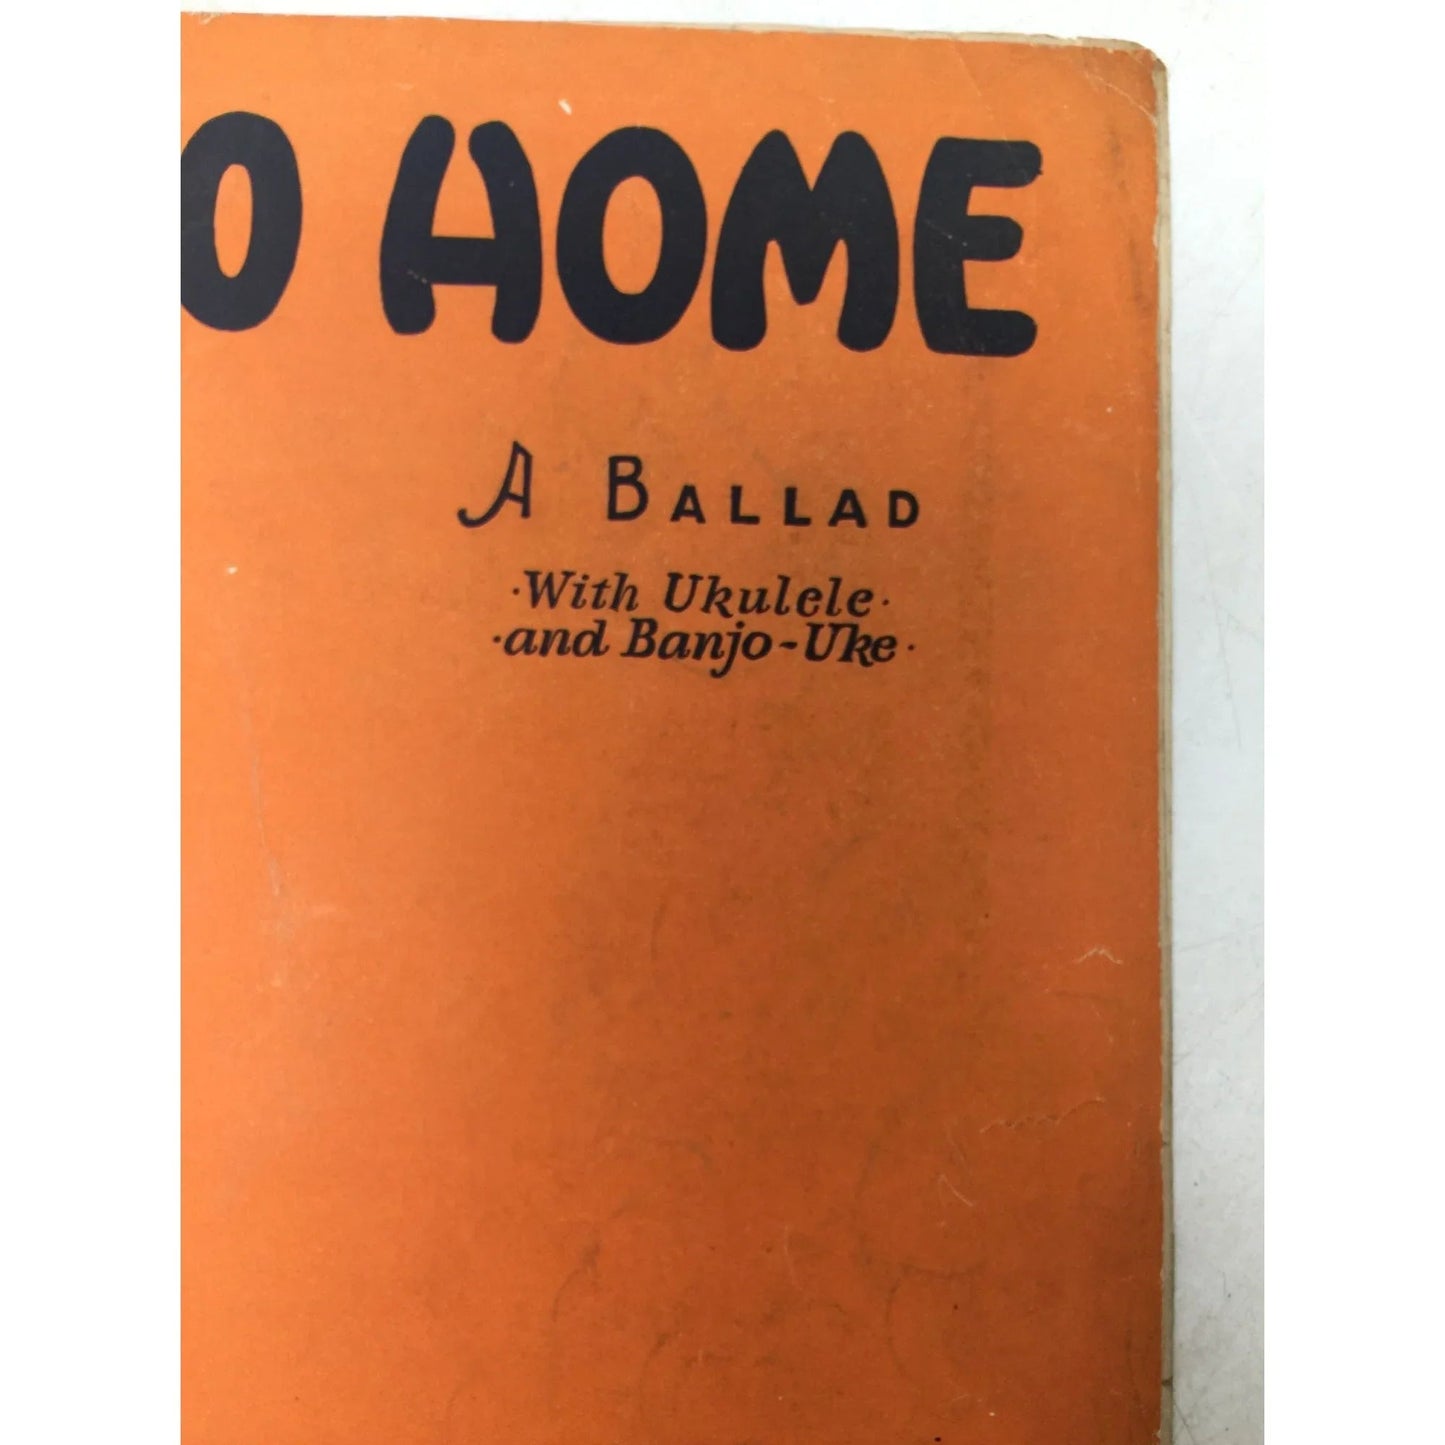 O HOME
A BALLAD
·With Ukulele·
·and Banjo-Uke·